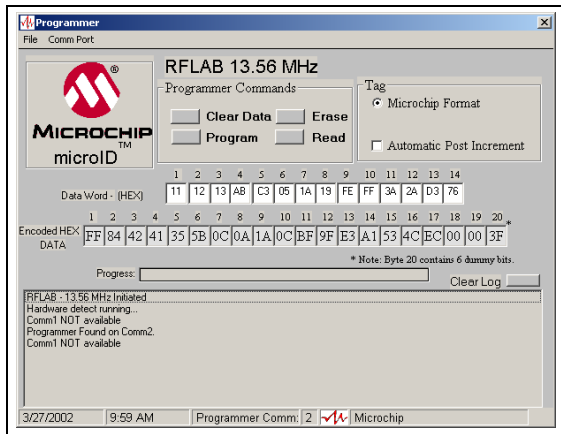 Programmer
File Comm Port
RFLAB 13.56 MHz
Programmer Commands
Clear Data Erase
Program Read
Tag
Microchip Format
Automatic Post Increment
®
MICROCHIP
TM
microID
1 2 3 4 5 6 7 8 9 10 11 12 13 14
Data Word - (HEX) 11 12 13 AB C3 05 1A 19 FE FF 3A 2A D3 76
1 2 3 4 5 6 7 8 9 10 11 12 13 14 15 16 17 18 19 20 *
Encoded HEX DATA FF 84 42 41 35 5B 0C 0A 1A 0C BF 9F E3 A1 53 4C EC 00 00 3F
* Note: Byte 20 contains 6 dummy bits.
Progress:
Clear Log
RFLAB - 13.56 MHz Initiated
Hardware detect running...
Comm1 NOT available
Programmer Found on Comm2.
Comm1 NOT available
3/27/2002 9:59 AM Programmer Comm: 2 Microchip